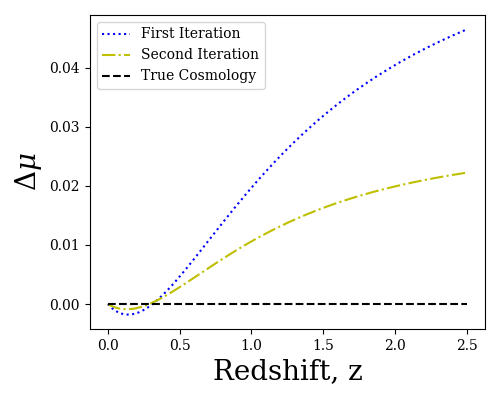 First Iteration
Second Iteration
True Cosmology
Δμ
0.04
0.03
0.02
0.01
0.00
0.0 0.5 1.0 1.5 2.0 2.5
Redshift, z